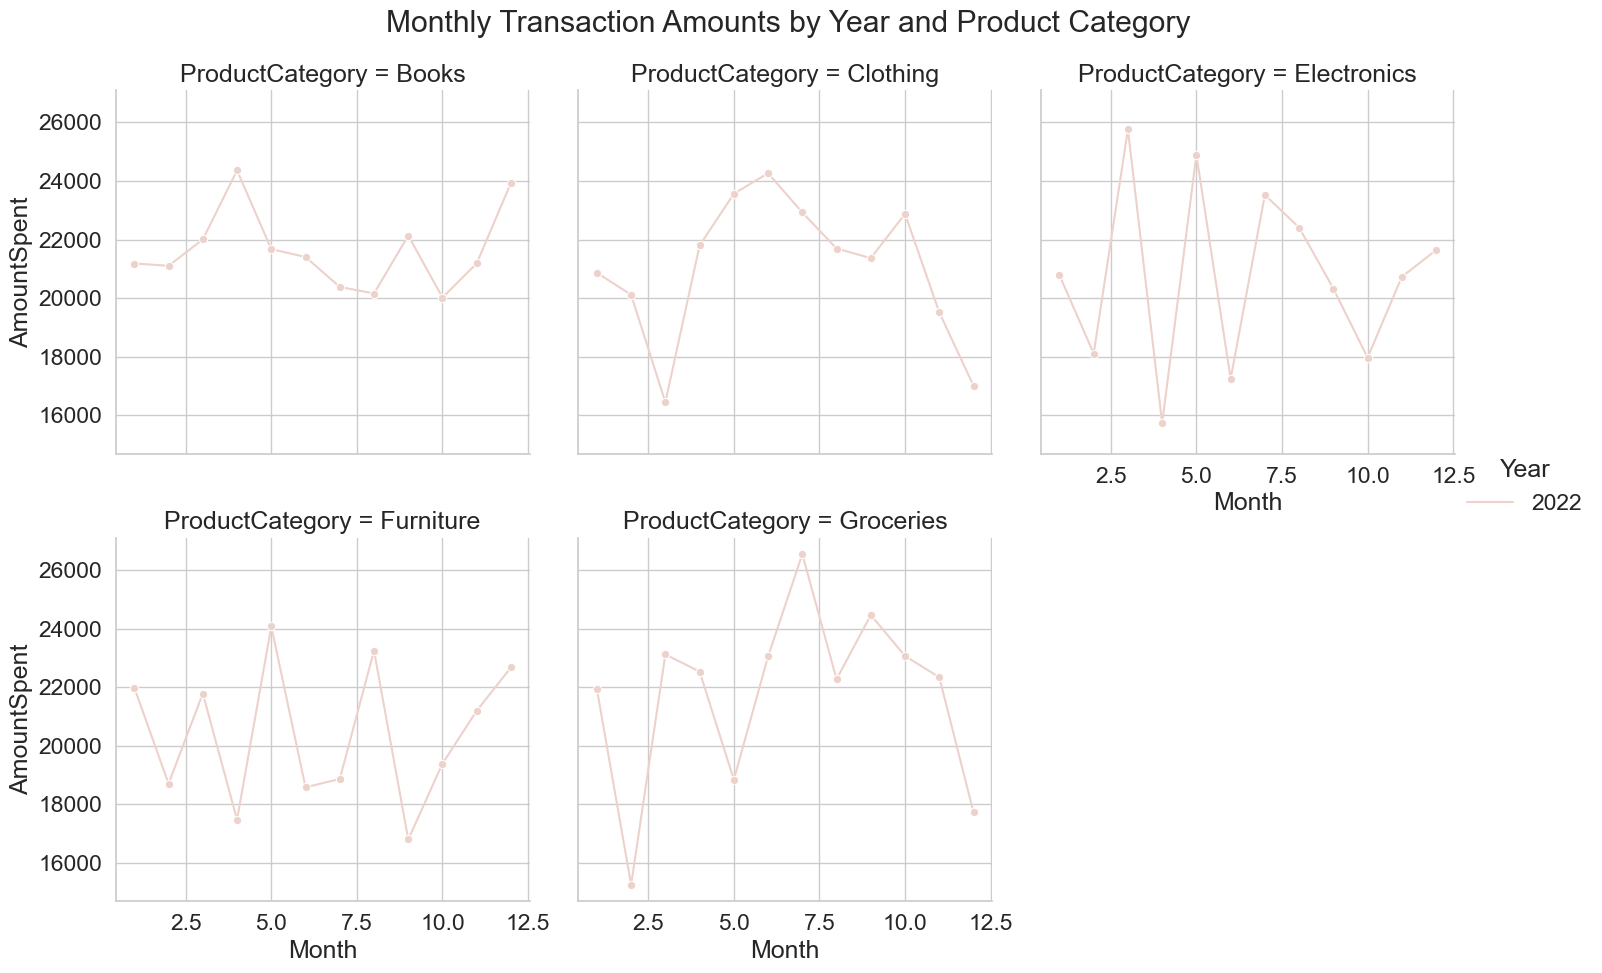 Monthly Transaction Amounts by Year and Product Category
ProductCategory = Books
ProductCategory = Clothing
ProductCategory = Electronics
26000
24000
22000
20000
18000
16000
AmountSpent
2.5 5.0 7.5 10.0 12.5
Month
Year
2022
ProductCategory = Furniture
ProductCategory = Groceries
26000
24000
22000
20000
18000
16000
AmountSpent
2.5 5.0 7.5 10.0 12.5
Month
2.5 5.0 7.5 10.0 12.5
Month